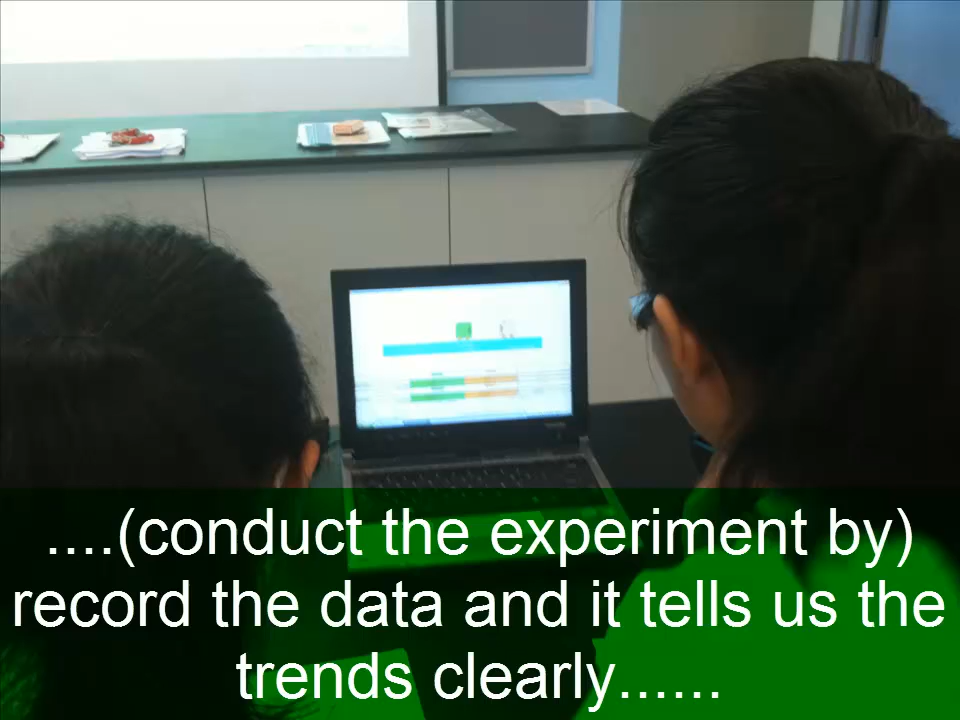 ....(conduct the experiment by)
record the data and it tells us the
trends clearly......